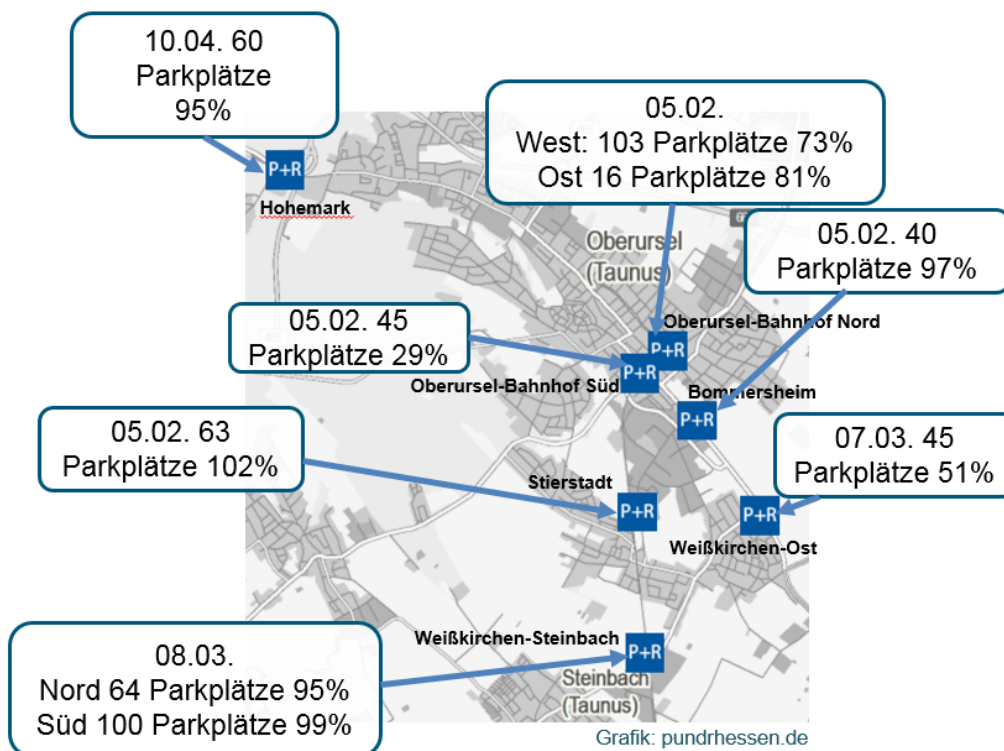 10.04. 60
Parkplätze
95%
05.02.
West: 103 Parkplätze 73%
Ost 16 Parkplätze 81%
P+R
Hohemark
Oberursel
(Taunus)
05.02. 40
Parkplätze 97%
05.02. 45
Parkplätze 29%
Oberursel-Bahnhof Nord
P+R
P+R
Oberursel-Bahnhof Süd
Bommersheim
P+R
05.02. 63
Parkplätze 102%
07.03. 45
Parkplätze 51%
Stierstadt
P+R
P+R
Weißkirchen-Ost
Weißkirchen-Steinbach
P+R
08.03.
Nord 64 Parkplätze 95%
Süd 100 Parkplätze 99%
Steinbach
(Taunus)
Grafik: pundrhessen.de